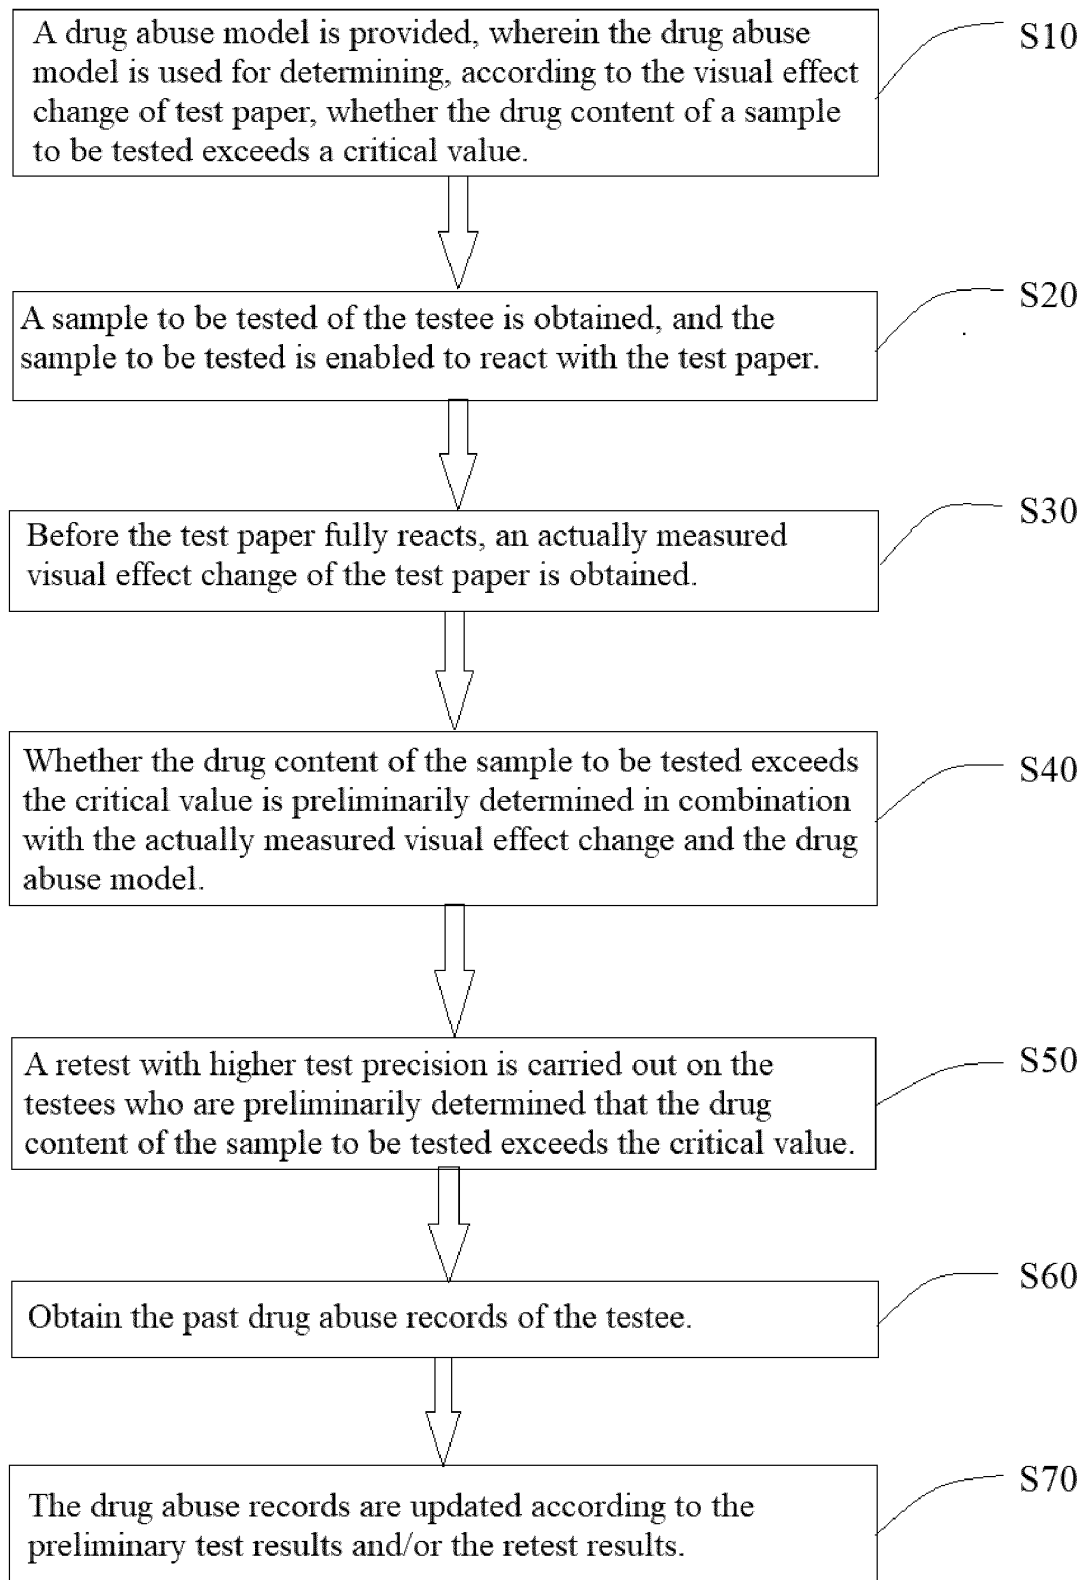 A drug abuse model is provided, wherein the drug abuse
model is used for determining, according to the visual effect
change of test paper, whether the drug content of a sample
to be tested exceeds a critical value.
S10
A sample to be tested of the testee is obtained, and the
sample to be tested is enabled to react with the test paper.
S20
Before the test paper fully reacts, an actually measured
visual effect change of the test paper is obtained.
S30
Whether the drug content of the sample to be tested exceeds
the critical value is preliminarily determined in combination
with the actually measured visual effect change and the drug
abuse model.
S40
A retest with higher test precision is carried out on the
testees who are preliminarily determined that the drug
content of the sample to be tested exceeds the critical value.
S50
Obtain the past drug abuse records of the testee.
S60
The drug abuse records are updated according to the
preliminary test results and/or the retest results.
S70